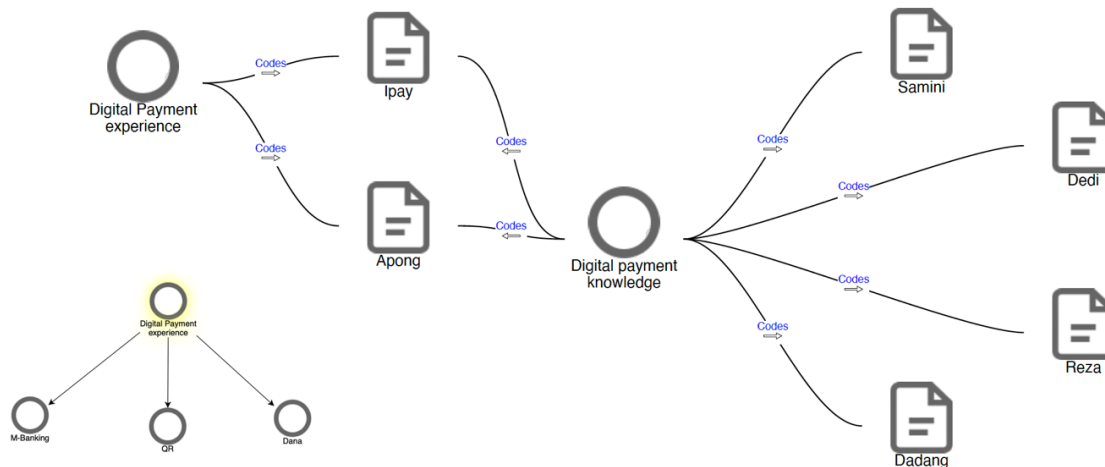 Codes
Ipay
Digital Payment
experience
Codes
Apong
Codes
Codes
Digital payment
knowledge
Codes
Samini
Codes
Dedi
Codes
Reza
Codes
Dadang
Digital Payment
experience
M-Banking
QR
Dana